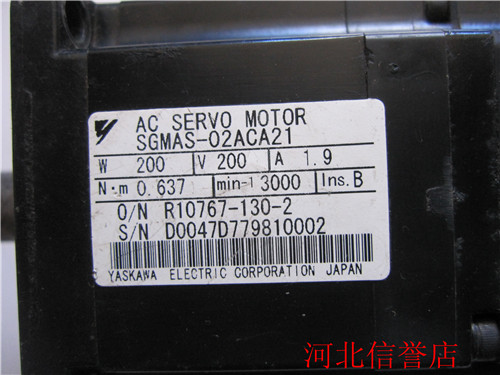 AC SERVO MOTOR
SGMAS-02ACA21
W 200 V 200 A 1.9
N·m 0.637 min-1 3000 Ins.B
O/N R10767-130-2
S/N D0047D779810002
YASKAWA ELECTRIC CORPORATION JAPAN
河北信誉店